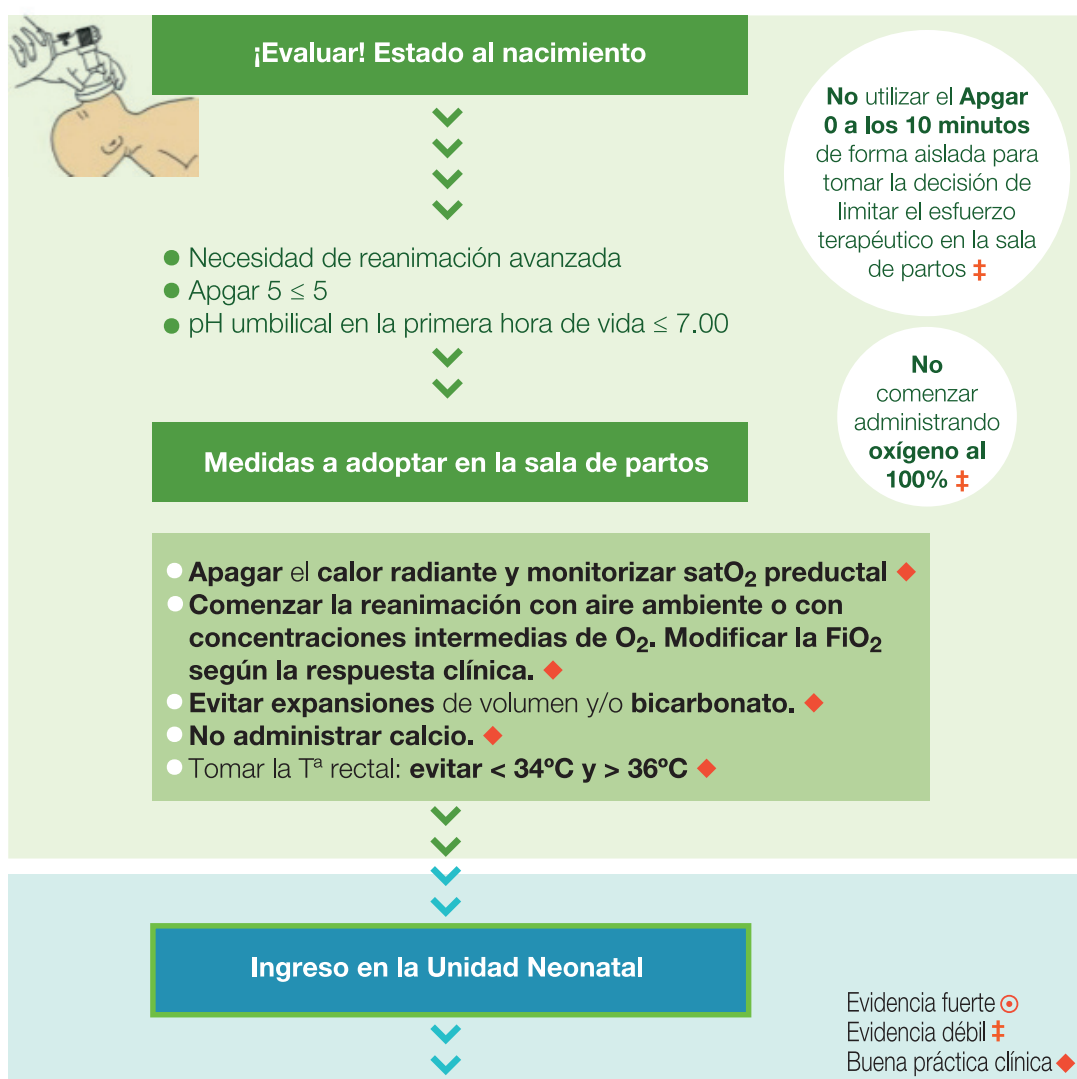 ¡Evaluar! Estado al nacimiento
No utilizar el Apgar
0 a los 10 minutos
de forma aislada para
tomar la decisión de
limitar el esfuerzo
terapéutico en la sala
de partos ‡
● Necesidad de reanimación avanzada
● Apgar 5 ≤ 5
● pH umbilical en la primera hora de vida ≤ 7.00
No
comenzar
administrando
oxígeno al
100% ‡
Medidas a adoptar en la sala de partos
● Apagar el calor radiante y monitorizar satO₂ preductal ◆
● Comenzar la reanimación con aire ambiente o con
concentraciones intermedias de O₂. Modificar la FiO₂
según la respuesta clínica. ◆
● Evitar expansiones de volumen y/o bicarbonato. ◆
● No administrar calcio. ◆
● Tomar la Tª rectal: evitar < 34ºC y > 36ºC ◆
Ingreso en la Unidad Neonatal
Evidencia fuerte ⊙
Evidencia débil ‡
Buena práctica clínica ◆